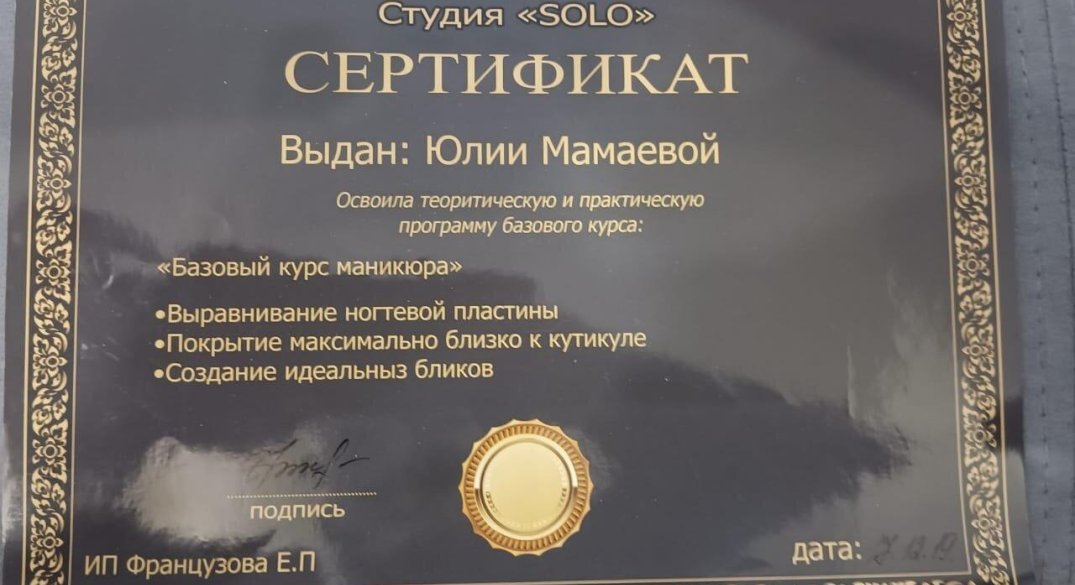 Студия «SOLO»
СЕРТИФИКАТ
Выдан: Юлии Мамаевой
Освоила теоритическую и практическую
программу базового курса:
«Базовый курс маникюра»
•Выравнивание ногтевой пластины
•Покрытие максимально близко к кутикуле
•Создание идеальныз бликов
подпись
ИП Французова Е.П
дата: